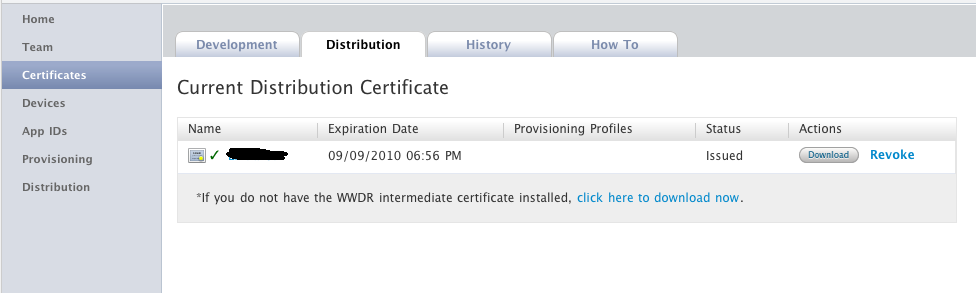 Home
Team
Certificates
Devices
App IDs
Provisioning
Distribution
Development Distribution History How To
Current Distribution Certificate
Name Expiration Date Provisioning Profiles Status Actions
09/09/2010 06:56 PM Issued Download Revoke
*If you do not have the WWDR intermediate certificate installed, click here to download now.